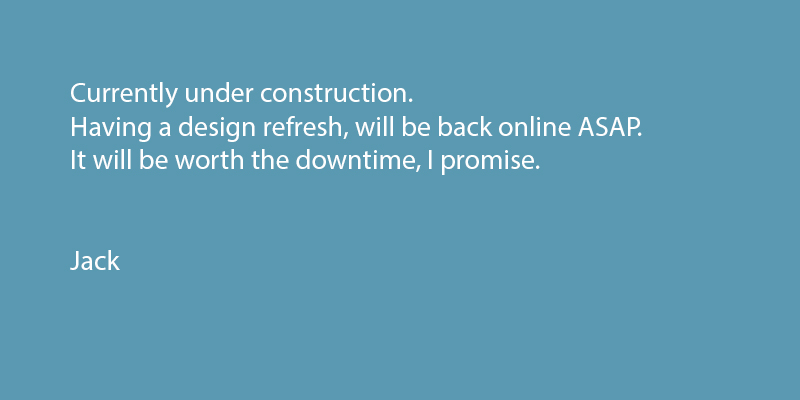 Currently under construction.
Having a design refresh, will be back online ASAP.
It will be worth the downtime, I promise.
Jack